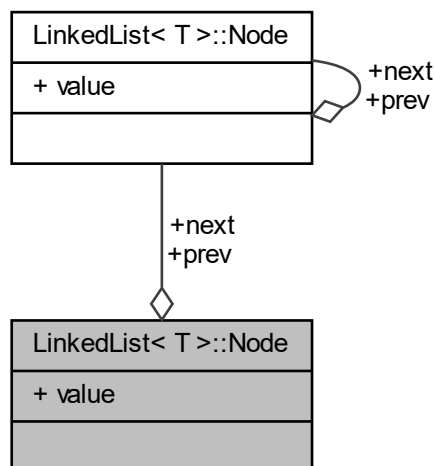 LinkedList< T >::Node
+ value
+next
+prev
+next
+prev
LinkedList< T >::Node
+ value